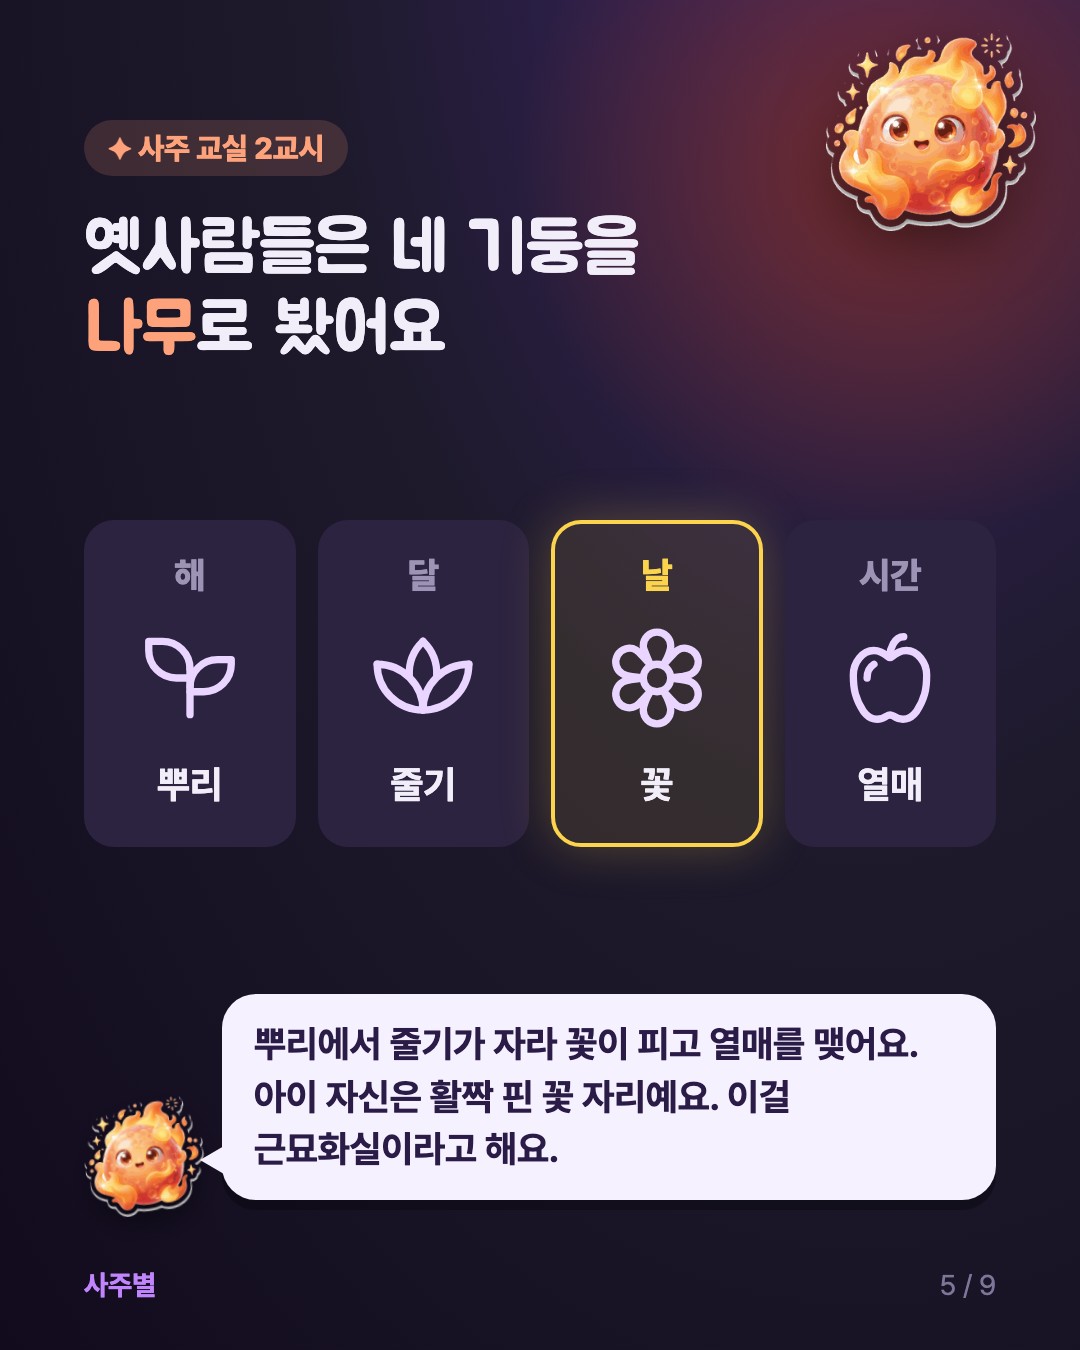 ✦ 사주 교실 2교시
옛사람들은 네 기둥을
나무로 봤어요
해
달
날
시간
뿌리
줄기
꽃
열매
뿌리에서 줄기가 자라 꽃이 피고 열매를 맺어요.
아이 자신은 활짝 핀 꽃 자리예요. 이걸
근묘화실이라고 해요.
사주별
5 / 9